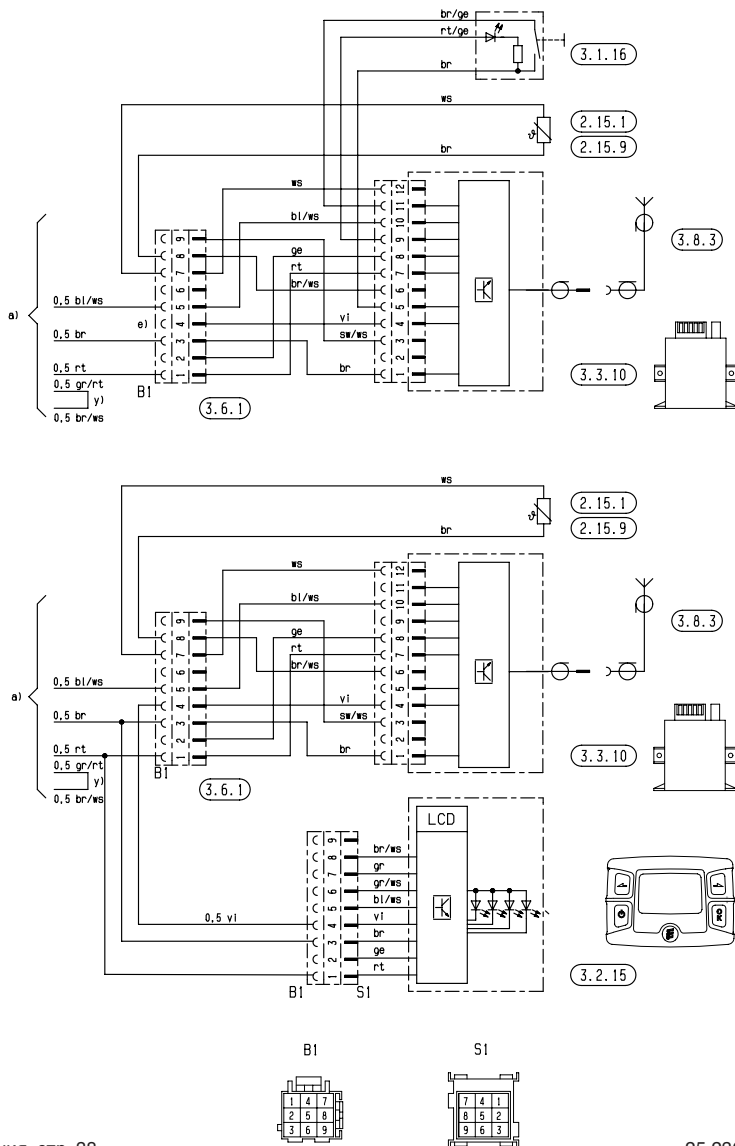 br/ge
rt/ge
3.1.16
br
ws
2.15.1
br
2.15.9
ws
12
11
bl/ws
10
9
9
3.8.3
8
ge
8
7
rt
7
6
br/ws
6
0,5 bl/ws
5
5
a)
e)
4
vi
4
0,5 br
3
sw/ws
3
2
2
0,5 rt
1
br
1
3.3.10
0,5 gr/rt
B1
y)
3.6.1
0,5 br/ws
ws
2.15.1
br
2.15.9
ws
12
11
bl/ws
10
9
9
3.8.3
8
ge
8
7
rt
7
6
br/ws
6
0,5 bl/ws
5
5
a)
4
vi
4
0,5 br
3
sw/ws
3
2
2
0,5 rt
1
br
1
3.3.10
0,5 gr/rt
B1
y)
3.6.1
0,5 br/ws
LCD
9
8
br/ws
7
gr
6
gr/ws
5
bl/ws
0,5 vi
4
vi
3
br
2
ge
1
rt
3.2.15
B1
S1
B1
S1
1 4 7
7 4 1
2 5 8
8 5 2
3 6 9
9 6 3